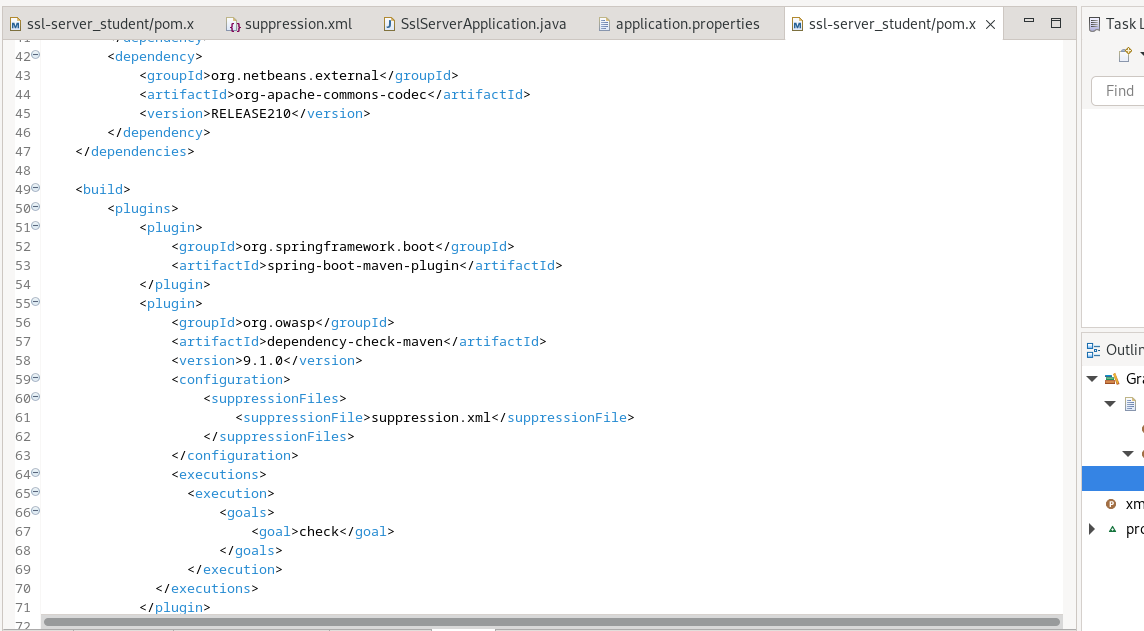 ssl-server_student/pom.x suppression.xml SslServerApplication.java application.properties ssl-server_student/pom.x
Task L
Find
41 </dependency>
42 <dependency>
43 <groupId>org.netbeans.external</groupId>
44 <artifactId>org-apache-commons-codec</artifactId>
45 <version>RELEASE210</version>
46 </dependency>
47 </dependencies>
48
49 <build>
50 <plugins>
51 <plugin>
52 <groupId>org.springframework.boot</groupId>
53 <artifactId>spring-boot-maven-plugin</artifactId>
54 </plugin>
55 <plugin>
56 <groupId>org.owasp</groupId>
57 <artifactId>dependency-check-maven</artifactId>
58 <version>9.1.0</version>
59 <configuration>
60 <suppressionFiles>
61 <suppressionFile>suppression.xml</suppressionFile>
62 </suppressionFiles>
63 </configuration>
64 <executions>
65 <execution>
66 <goals>
67 <goal>check</goal>
68 </goals>
69 </execution>
70 </executions>
71 </plugin>
72
Outlin
Gra
xm
pro